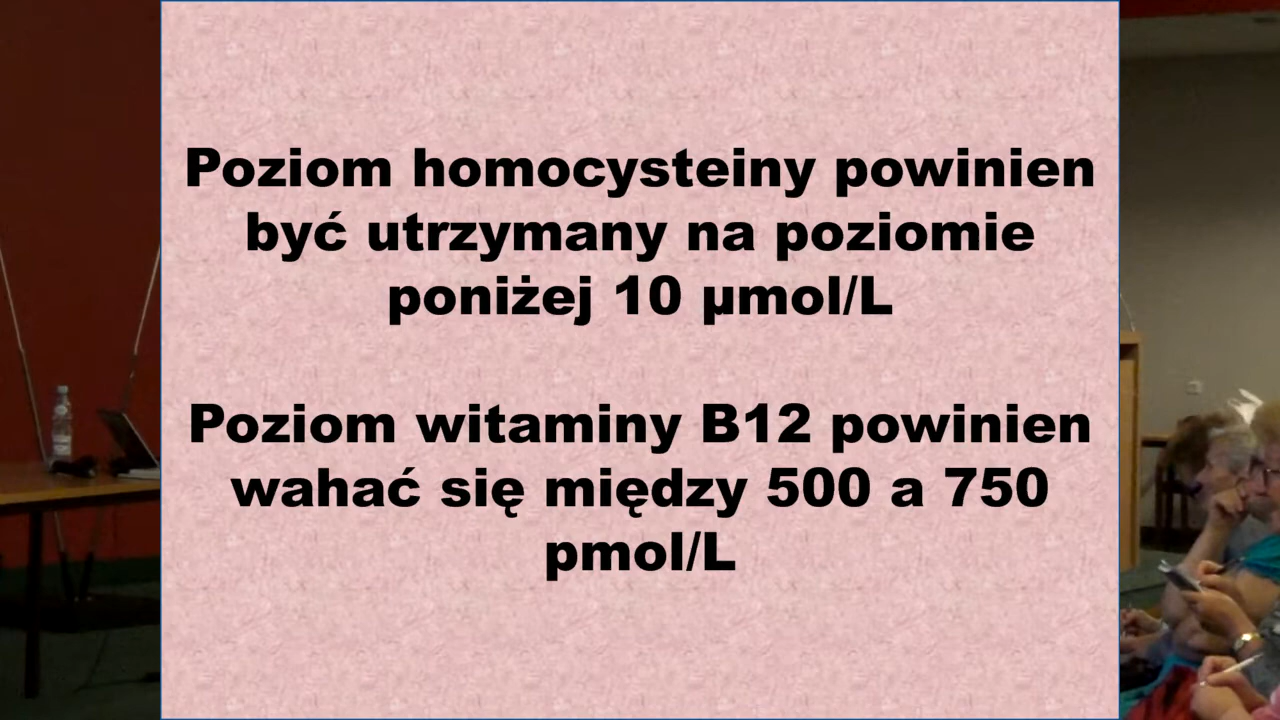 Poziom homocysteiny powinien
być utrzymany na poziomie
poniżej 10 µmol/L
Poziom witaminy B12 powinien
wahać się między 500 a 750
pmol/L